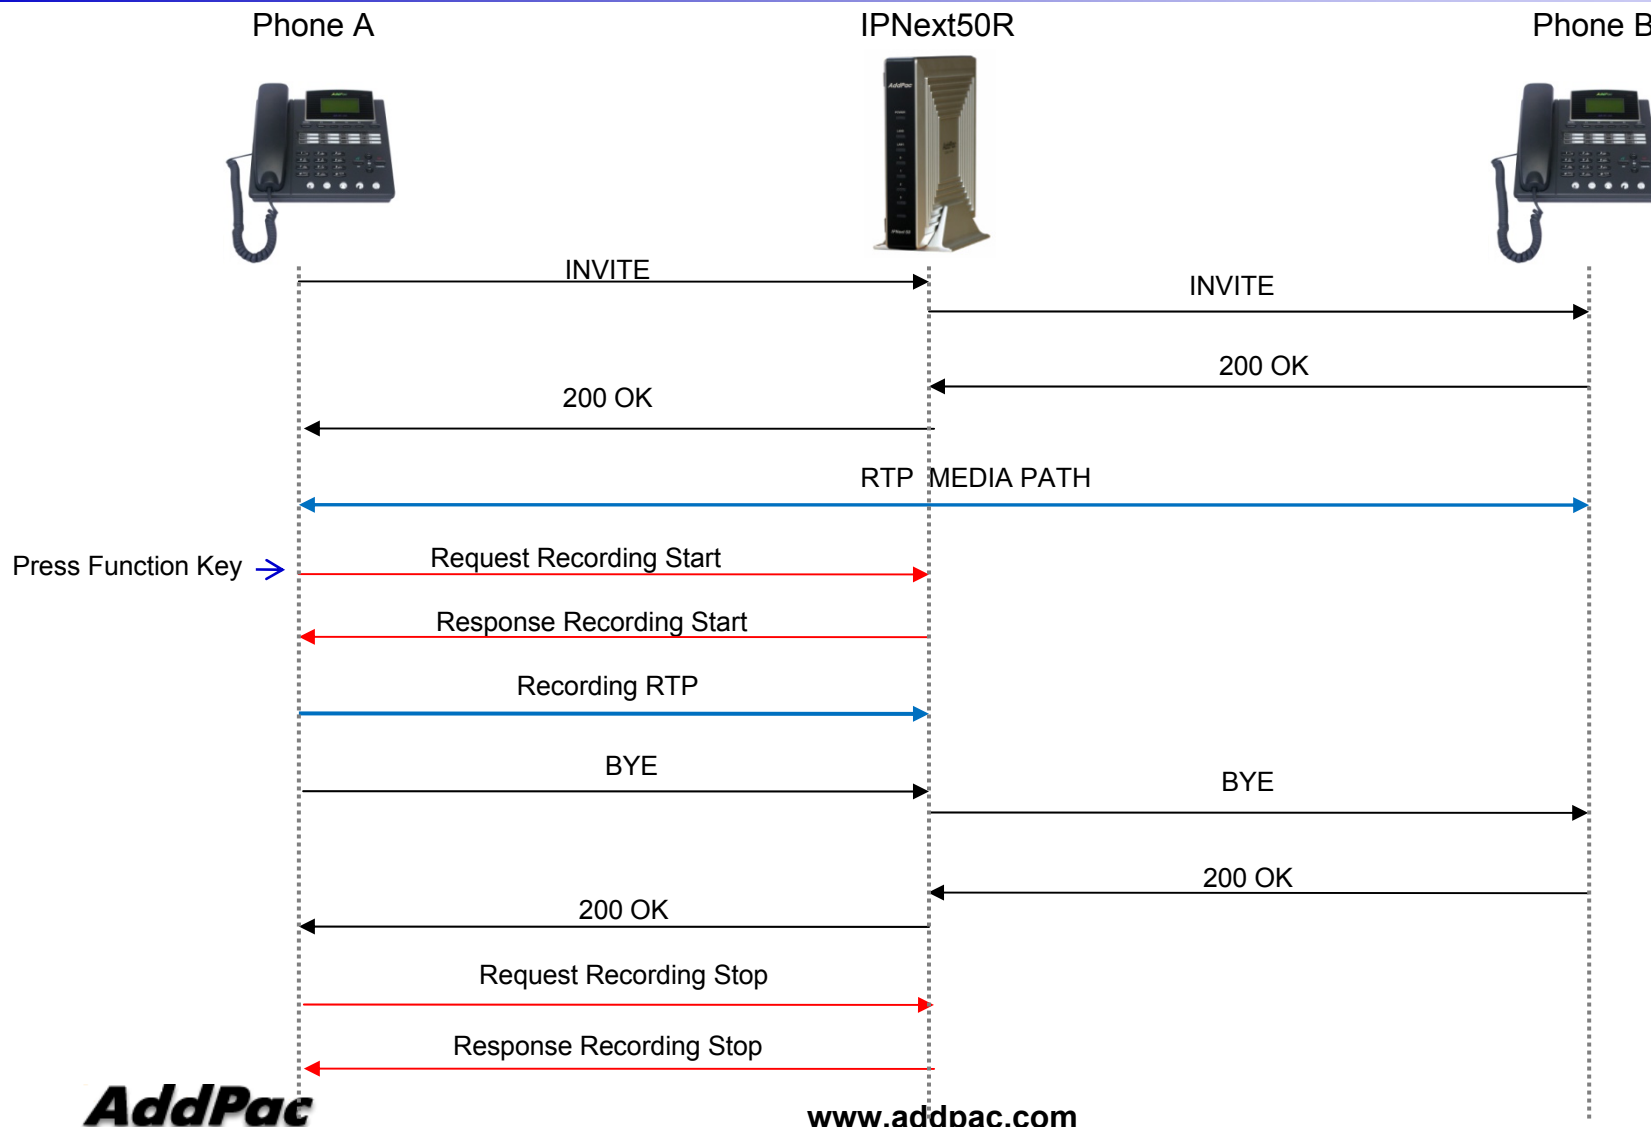 Phone A
IPNext50R
Phone B
AddPac
INVITE
INVITE
200 OK
200 OK
RTP MEDIA PATH
Press Function Key
Request Recording Start
Response Recording Start
Recording RTP
BYE
BYE
200 OK
200 OK
Request Recording Stop
Response Recording Stop
AddPac
www.addpac.com